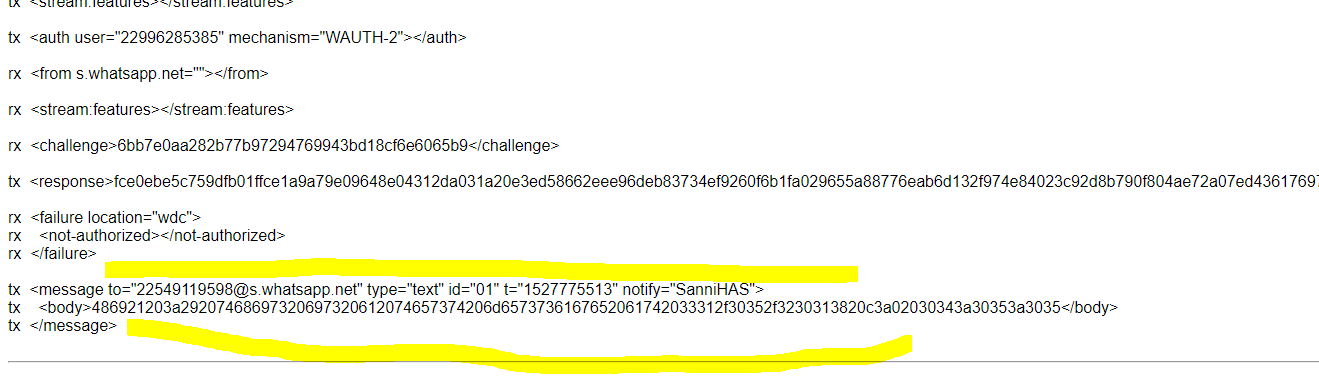 tx <stream:features></stream:features>
tx <auth user="22996285385" mechanism="WAUTH-2"></auth>
rx <from s.whatsapp.net=""></from>
rx <stream:features></stream:features>
rx <challenge>6bb7e0aa282b77b97294769943bd18cf6e6065b9</challenge>
tx <response>fce0ebe5c759dfb01ffce1a9a79e09648e04312da031a20e3ed58662eee96deb83734ef9260f6b1fa029655a88776eab6d132f974e84023c92d8b790f804ae72a07ed4361769
rx <failure location="wdc">
rx <not-authorized></not-authorized>
rx </failure>
tx <message to="22549119598@s.whatsapp.net" type="text" id="01" t="1527775513" notify="SanniHAS">
tx <body>486921203a29207468697320697320612074657374206d6573736167652061742033312f30352f3230313820c3a02030343a30353a3035</body>
tx </message>